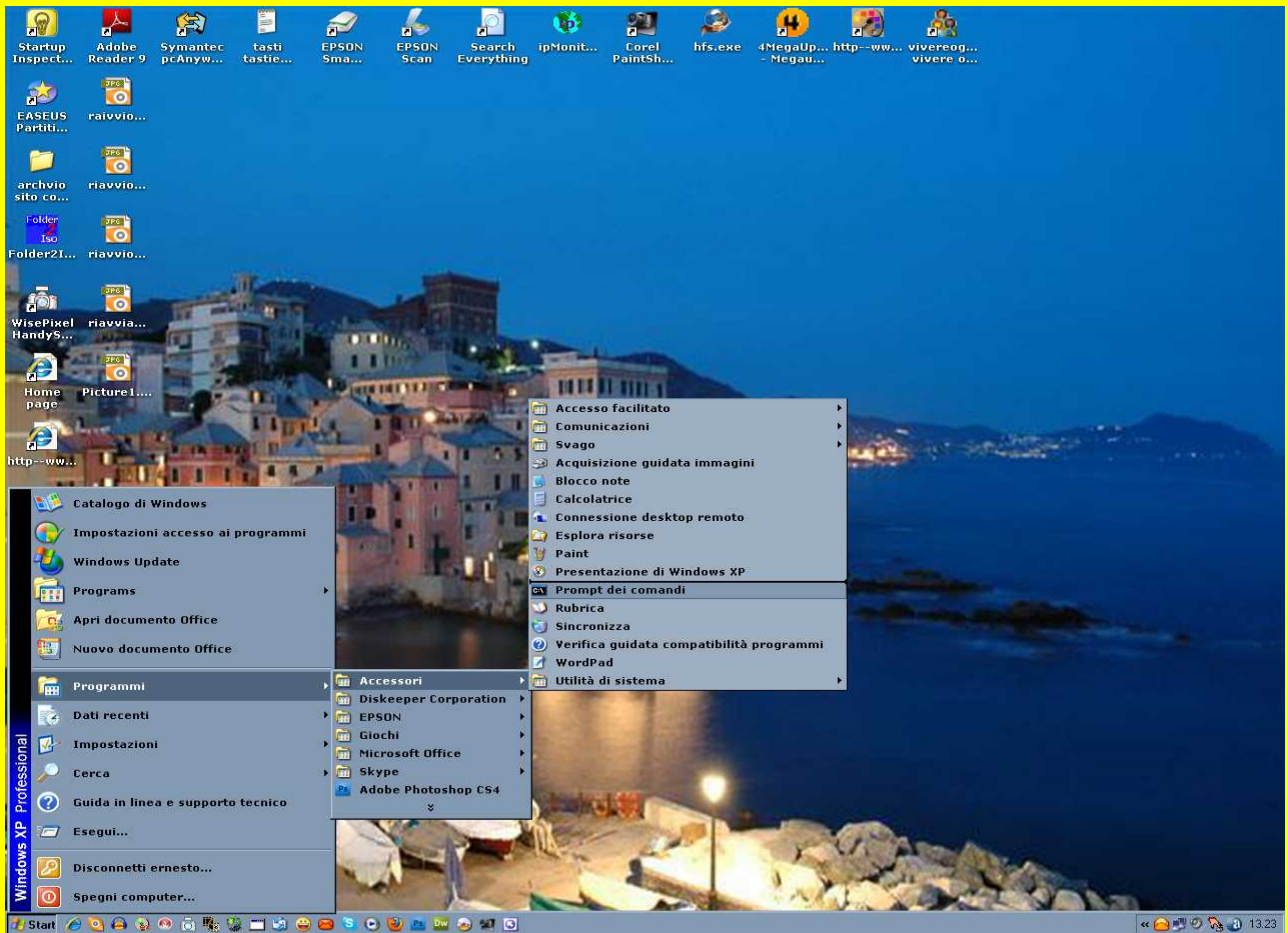 Startup Inspect...
Adobe Reader 9
Symantec pcAnyw...
tasti tastie...
EPSON Sma...
EPSON Scan
Search Everything
ipMonit...
Corel PaintSh...
hfs.exe
4MegaUp... - Megau...
http--ww...
vivereog... vivere o...
EASEUS Partiti...
raivvio...
archvio sito co...
riavvio...
Folder2I...
riavvio...
WisePixel HandyS...
riavvia...
Home page
Picture1....
http--ww...
Catalogo di Windows
Impostazioni accesso ai programmi
Windows Update
Programs
Apri documento Office
Nuovo documento Office
Programmi
Dati recenti
Impostazioni
Cerca
Guida in linea e supporto tecnico
Esegui...
Disconnetti ernesto...
Spegni computer...
Windows XP Professional
Accessori
Diskeeper Corporation
EPSON
Giochi
Microsoft Office
Skype
Adobe Photoshop CS4
Accesso facilitato
Comunicazioni
Svago
Acquisizione guidata immagini
Blocco note
Calcolatrice
Connessione desktop remoto
Esplora risorse
Paint
Presentazione di Windows XP
Prompt dei comandi
Rubrica
Sincronizza
Verifica guidata compatibilità programmi
WordPad
Utilità di sistema
Start
13.23